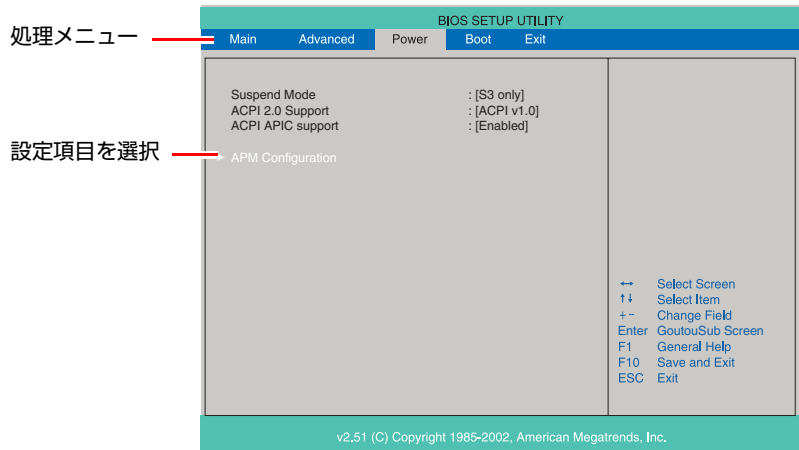 BIOS SETUP UTILITY
処理メニュー
Main Advanced Power Boot Exit
Suspend Mode : [S3 only]
ACPI 2.0 Support : [ACPI v1.0]
ACPI APIC support : [Enabled]
設定項目を選択
APM Configuration
↔ Select Screen
↑↓ Select Item
+- Change Field
Enter GoutouSub Screen
F1 General Help
F10 Save and Exit
ESC Exit
v2.51 (C) Copyright 1985-2002, American Megatrends, Inc.